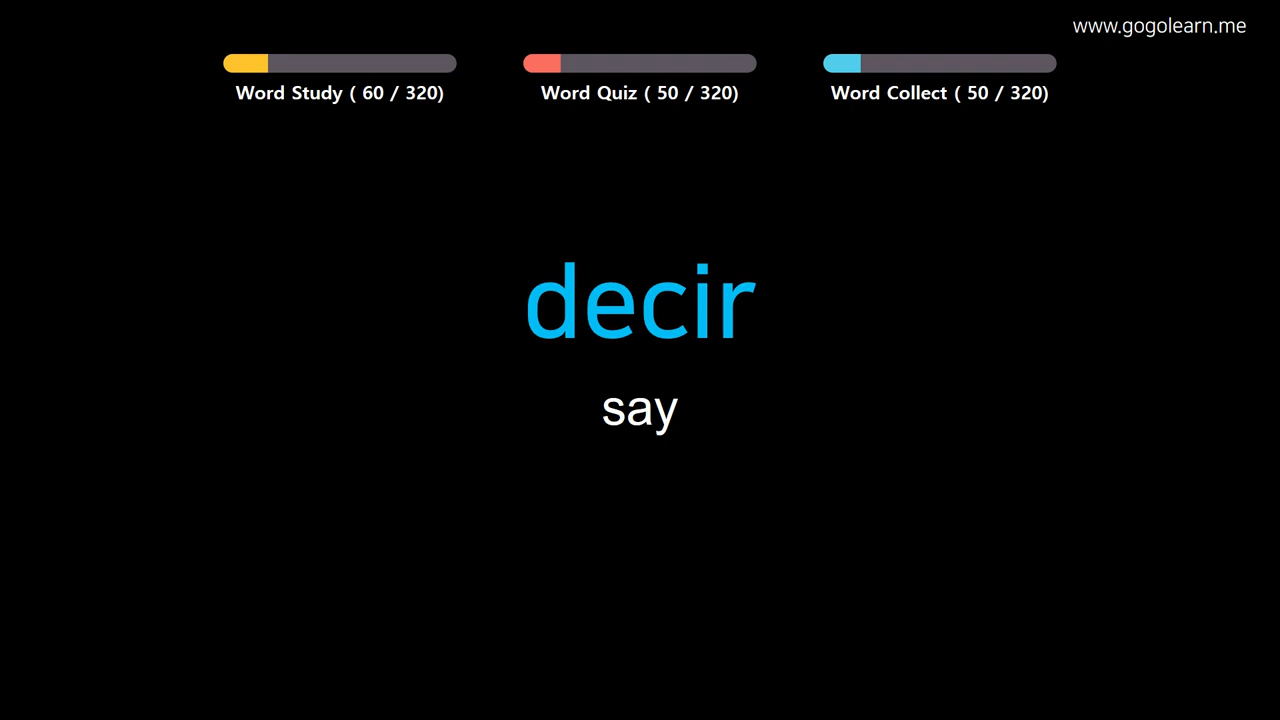 www.gogolearn.me
Word Study ( 60 / 320)
Word Quiz ( 50 / 320)
Word Collect ( 50 / 320)
decir
say